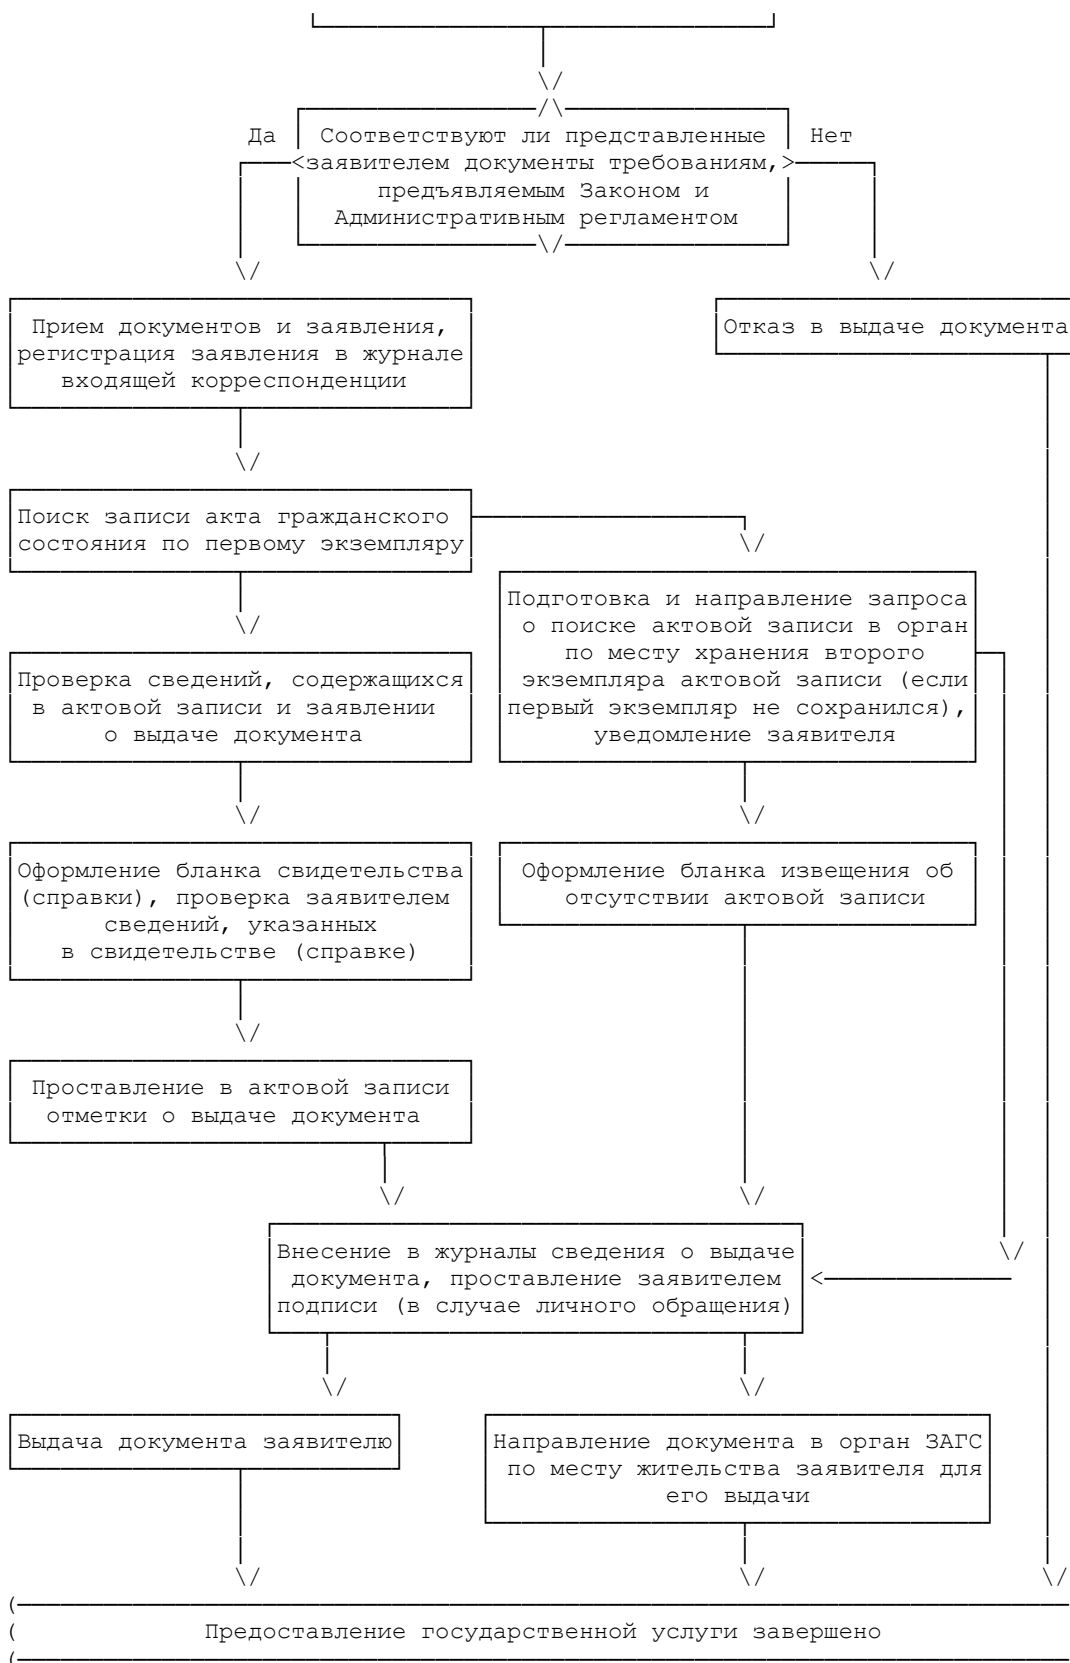 Да
Соответствуют ли представленные
Нет
заявителем документы требованиям,
предъявляемым Законом и
Административным регламентом
Прием документов и заявления,
регистрация заявления в журнале
входящей корреспонденции
Отказ в выдаче документа
Поиск записи акта гражданского
состояния по первому экземпляру
Подготовка и направление запроса
о поиске актовой записи в орган
по месту хранения второго
экземпляра актовой записи (если
первый экземпляр не сохранился),
уведомление заявителя
Проверка сведений, содержащихся
в актовой записи и заявлении
о выдаче документа
Оформление бланка свидетельства
(справки), проверка заявителем
сведений, указанных
в свидетельстве (справке)
Оформление бланка извещения об
отсутствии актовой записи
Проставление в актовой записи
отметки о выдаче документа
Внесение в журналы сведения о выдаче
документа, проставление заявителем
подписи (в случае личного обращения)
Выдача документа заявителю
Направление документа в орган ЗАГС
по месту жительства заявителя для
его выдачи
Предоставление государственной услуги завершено